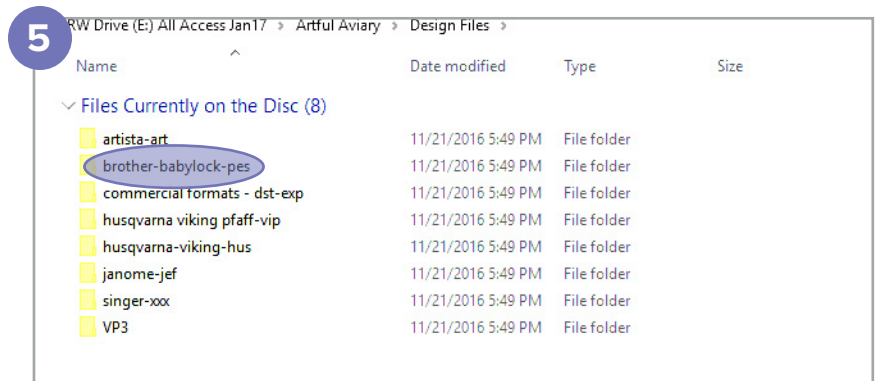 5
RW Drive (E:) All Access Jan17 > Artful Aviary > Design Files >
Name Date modified Type Size
Files Currently on the Disc (8)
artista-art 11/21/2016 5:49 PM File folder
brother-babylock-pes 11/21/2016 5:49 PM File folder
commercial formats - dst-exp 11/21/2016 5:49 PM File folder
husqvarna viking pfaff-vip 11/21/2016 5:49 PM File folder
husqvarna-viking-hus 11/21/2016 5:49 PM File folder
janome-jef 11/21/2016 5:49 PM File folder
singer-xxx 11/21/2016 5:49 PM File folder
VP3 11/21/2016 5:49 PM File folder